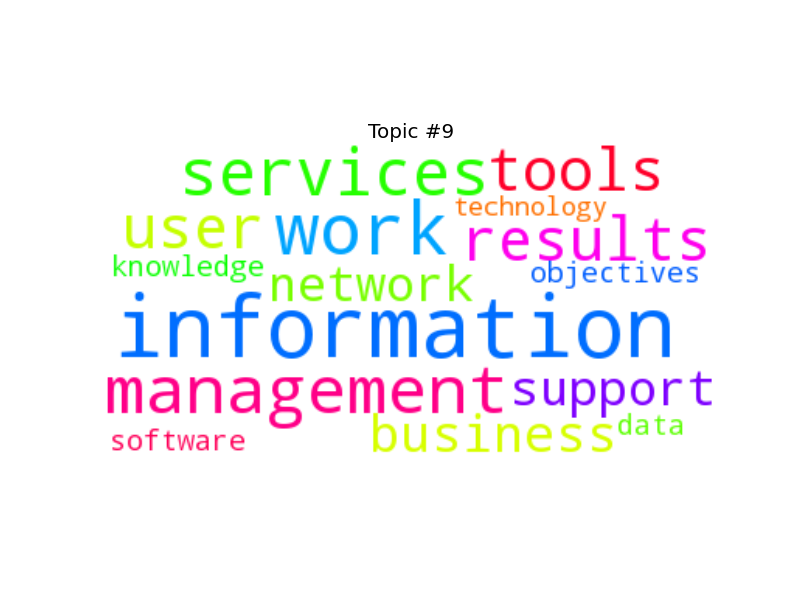 Topic #9
services tools
technology
user work results
knowledge network objectives
information
management support
software business data